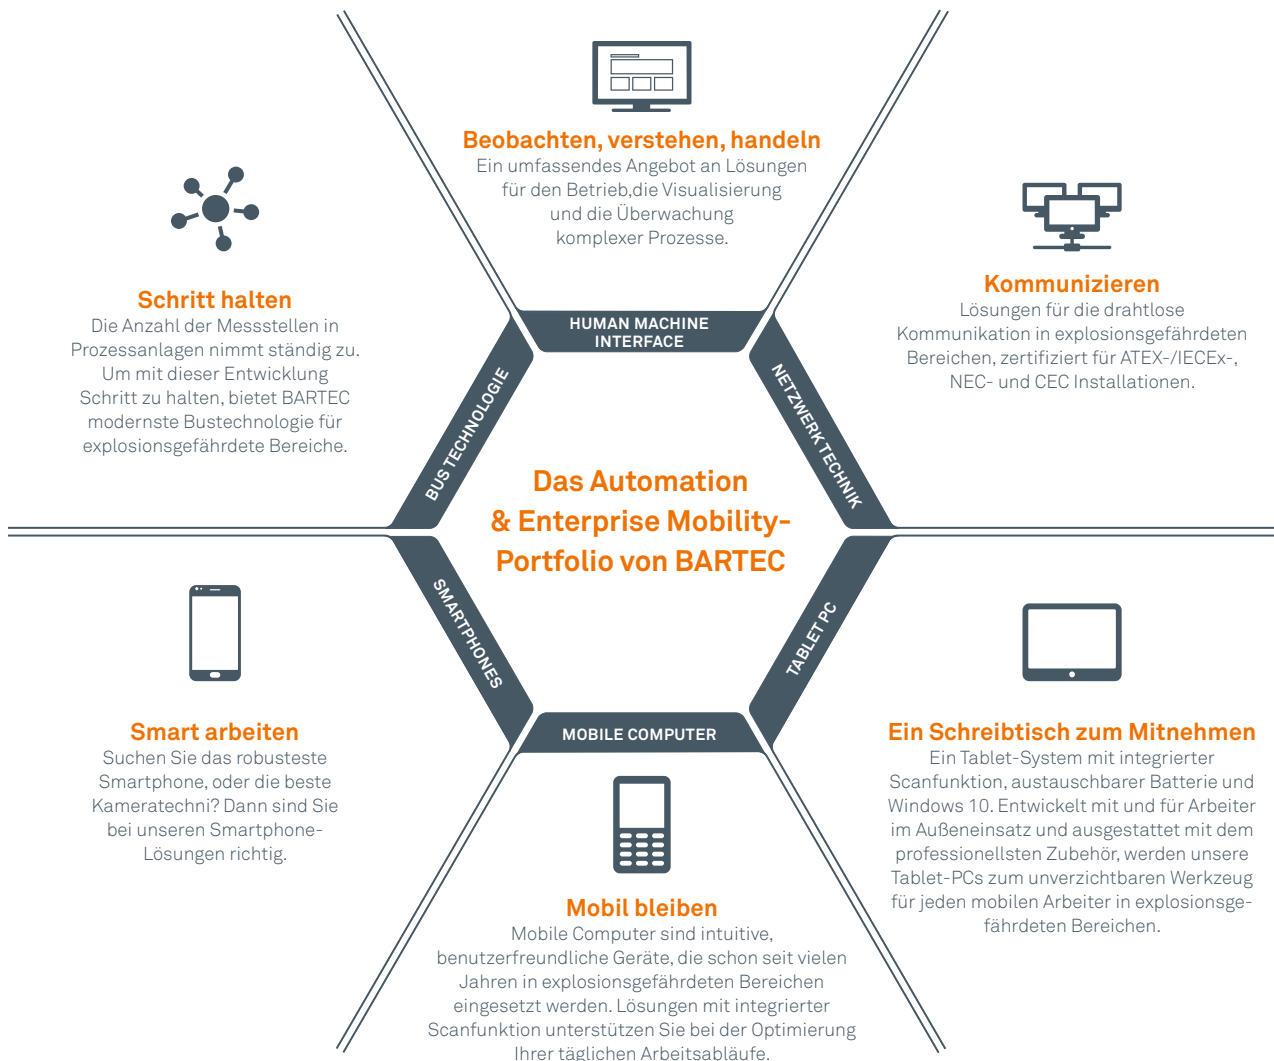 Beobachten, verstehen, handeln
Ein umfassendes Angebot an Lösungen
für den Betrieb,die Visualisierung
und die Überwachung
komplexer Prozesse.
Schritt halten
Die Anzahl der Messstellen in
Prozessanlagen nimmt ständig zu.
Um mit dieser Entwicklung
Schritt zu halten, bietet BARTEC
modernste Bustechnologie für
explosionsgefährdete Bereiche.
Kommunizieren
Lösungen für die drahtlose
Kommunikation in explosionsgefährdeten
Bereichen, zertifiziert für ATEX-/IECEx-,
NEC- und CEC Installationen.
HUMAN MACHINE
INTERFACE
BUS TECHNOLOGIE
NETZWERK TECHNIK
Das Automation
& Enterprise Mobility-
Portfolio von BARTEC
SMARTPHONES
TABLET PC
MOBILE COMPUTER
Smart arbeiten
Suchen Sie das robusteste
Smartphone, oder die beste
Kameratechni? Dann sind Sie
bei unseren Smartphone-
Lösungen richtig.
Ein Schreibtisch zum Mitnehmen
Ein Tablet-System mit integrierter
Scanfunktion, austauschbarer Batterie und
Windows 10. Entwickelt mit und für Arbeiter
im Außeneinsatz und ausgestattet mit dem
professionellsten Zubehör, werden unsere
Tablet-PCs zum unverzichtbaren Werkzeug
für jeden mobilen Arbeiter in explosionsge-
fährdeten Bereichen.
Mobil bleiben
Mobile Computer sind intuitive,
benutzerfreundliche Geräte, die schon seit vielen
Jahren in explosionsgefährdeten Bereichen
eingesetzt werden. Lösungen mit integrierter
Scanfunktion unterstützen Sie bei der Optimierung
Ihrer täglichen Arbeitsabläufe.